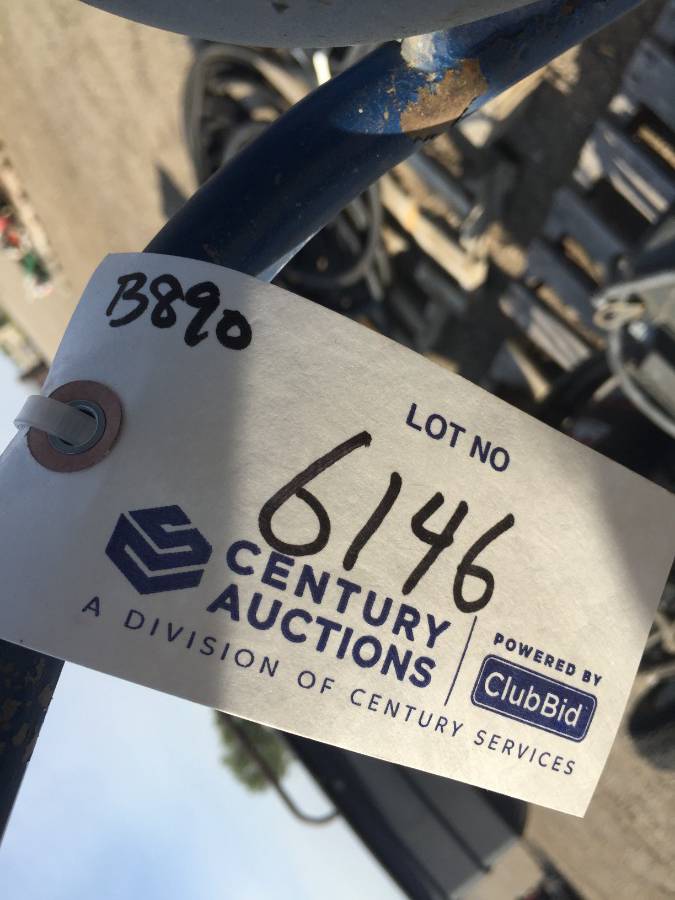 B890
LOT NO
6146
CENTURY
AUCTIONS
A DIVISION OF CENTURY SERVICES
POWERED BY
ClubBid